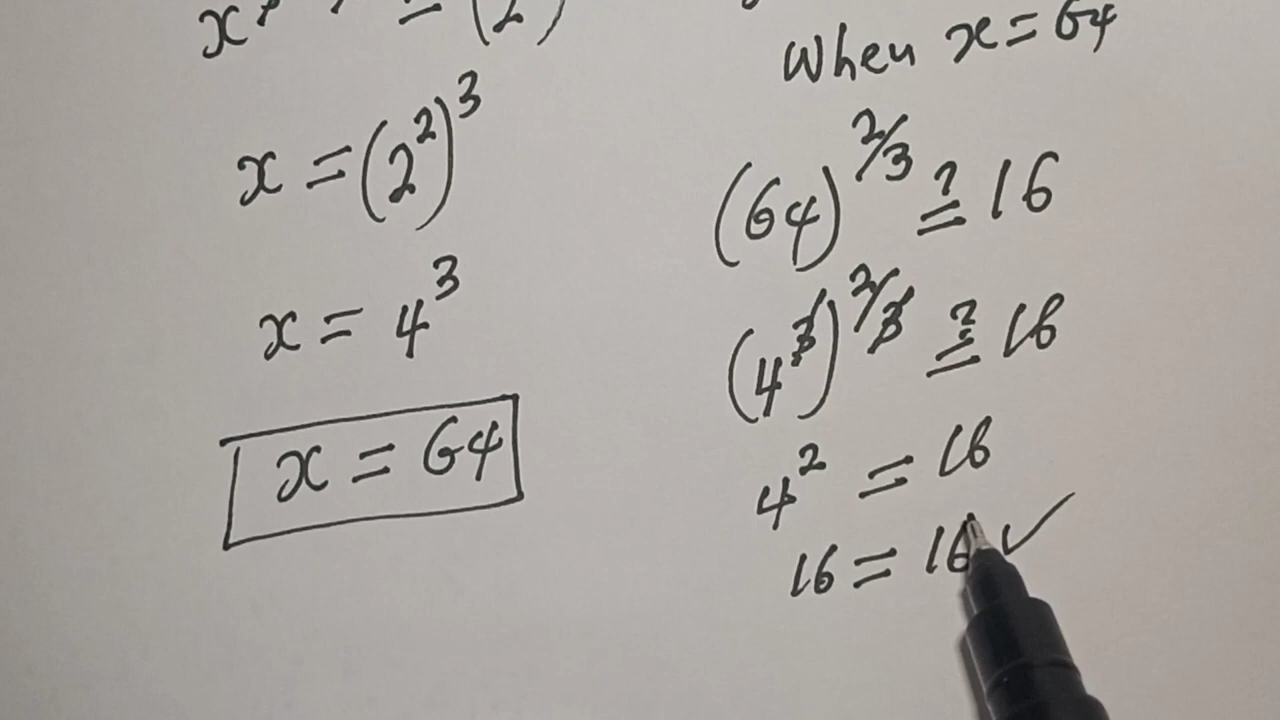 x = (2²)³
x = 4³
x = 64
When x = 64
(64)^2/3 ≟ 16
(4³)^2/3 ≟ 16
4² = 16
16 = 16 ✓